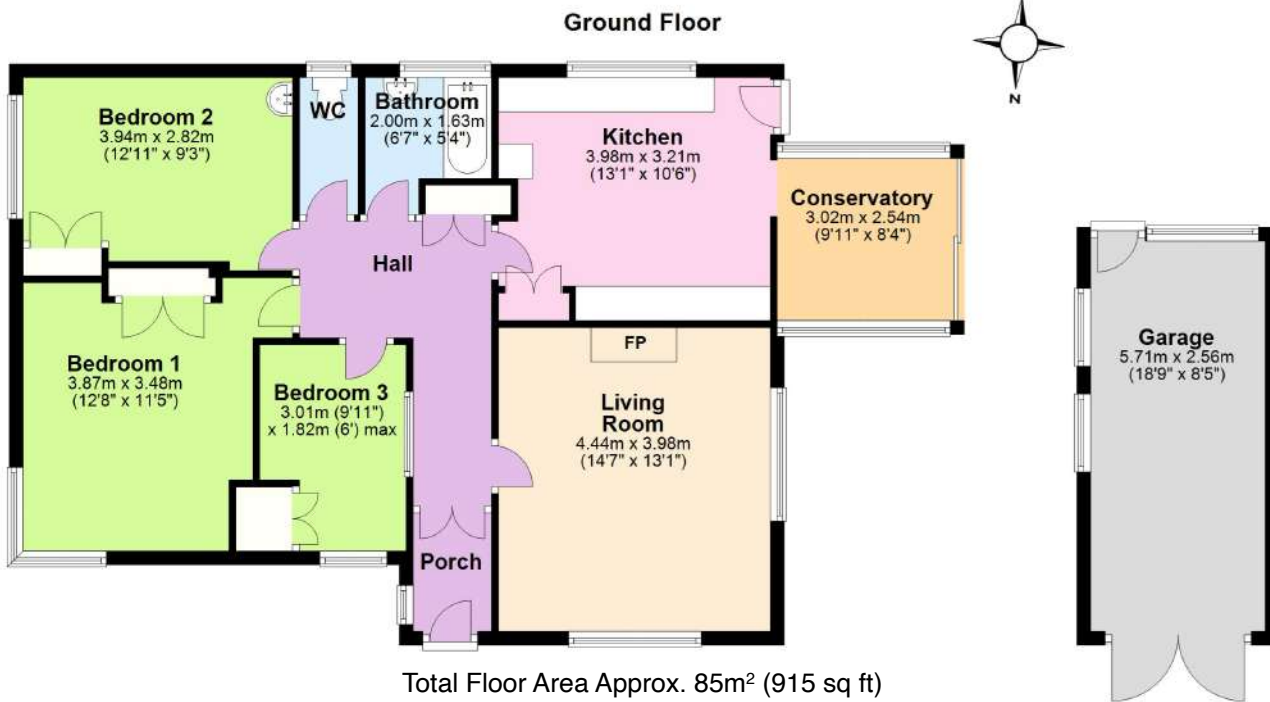 Ground Floor
N
Bedroom 2
3.94m x 2.82m
(12'11" x 9'3")
WC
Bathroom
2.00m x 1.63m
(6'7" x 5'4")
Kitchen
3.98m x 3.21m
(13'1" x 10'6")
Conservatory
3.02m x 2.54m
(9'11" x 8'4")
Hall
Bedroom 1
3.87m x 3.48m
(12'8" x 11'5")
Bedroom 3
3.01m (9'11")
x 1.82m (6') max
FP
Living
Room
4.44m x 3.98m
(14'7" x 13'1")
Garage
5.71m x 2.56m
(18'9" x 8'5")
Porch
Total Floor Area Approx. 85m² (915 sq ft)